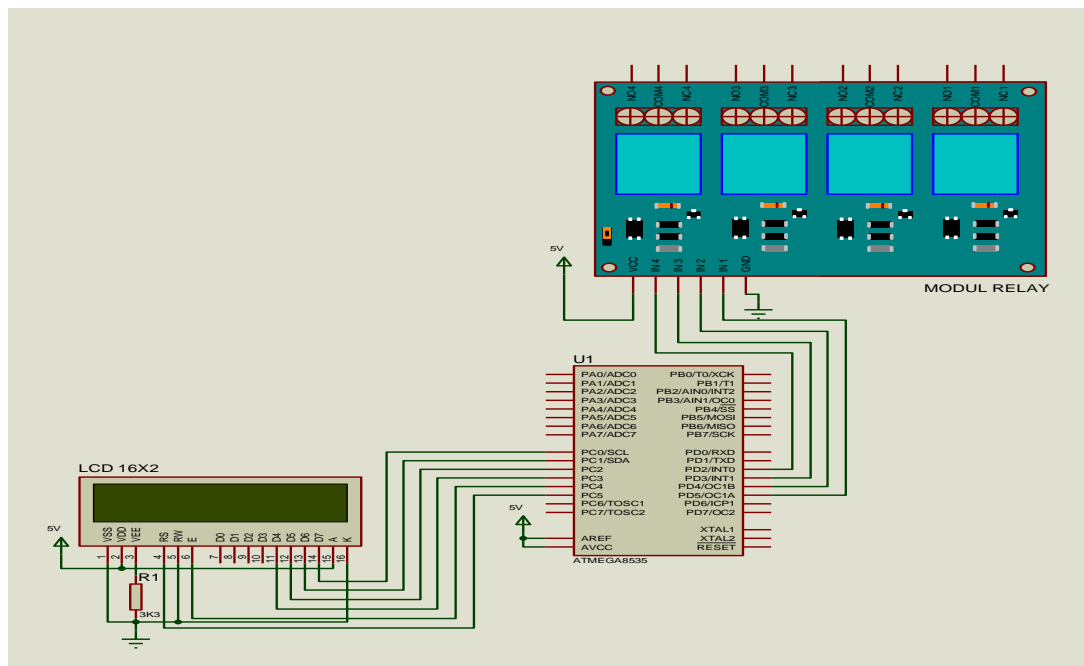 NO4 COM4 NC4 NO3 COM3 NC3 NO2 COM2 NC2 NO1 COM1 NC1
VCC IN4 IN3 IN2 IN1 GND
5V
MODUL RELAY
U1
PA0/ADC0 PB0/T0/XCK
PA1/ADC1 PB1/T1
PA2/ADC2 PB2/AIN0/INT2
PA3/ADC3 PB3/AIN1/OC0
PA4/ADC4 PB4/SS
PA5/ADC5 PB5/MOSI
PA6/ADC6 PB6/MISO
PA7/ADC7 PB7/SCK
PC0/SCL PD0/RXD
PC1/SDA PD1/TXD
PC2 PD2/INT0
PC3 PD3/INT1
PC4 PD4/OC1B
PC5 PD5/OC1A
PC6/TOSC1 PD6/ICP1
PC7/TOSC2 PD7/OC2
XTAL1
AREF XTAL2
AVCC RESET
ATMEGA8535
5V
LCD 16X2
VSS VDD VEE RS RW E D0 D1 D2 D3 D4 D5 D6 D7 A K
1 2 3 4 5 6 7 8 9 10 11 12 13 14 15 16
5V
R1
3K3